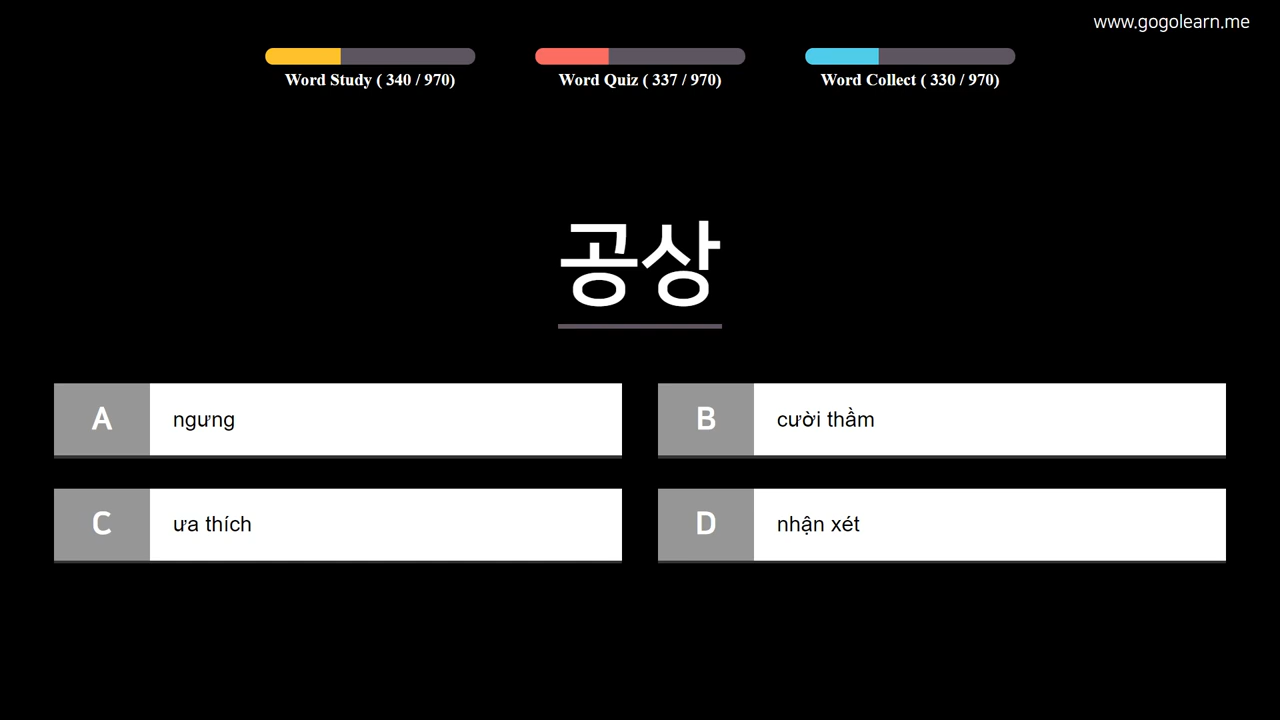 www.gogolearn.me
Word Study ( 340 / 970)
Word Quiz ( 337 / 970)
Word Collect ( 330 / 970)
공상
A ngưng
B cười thầm
C ưa thích
D nhận xét